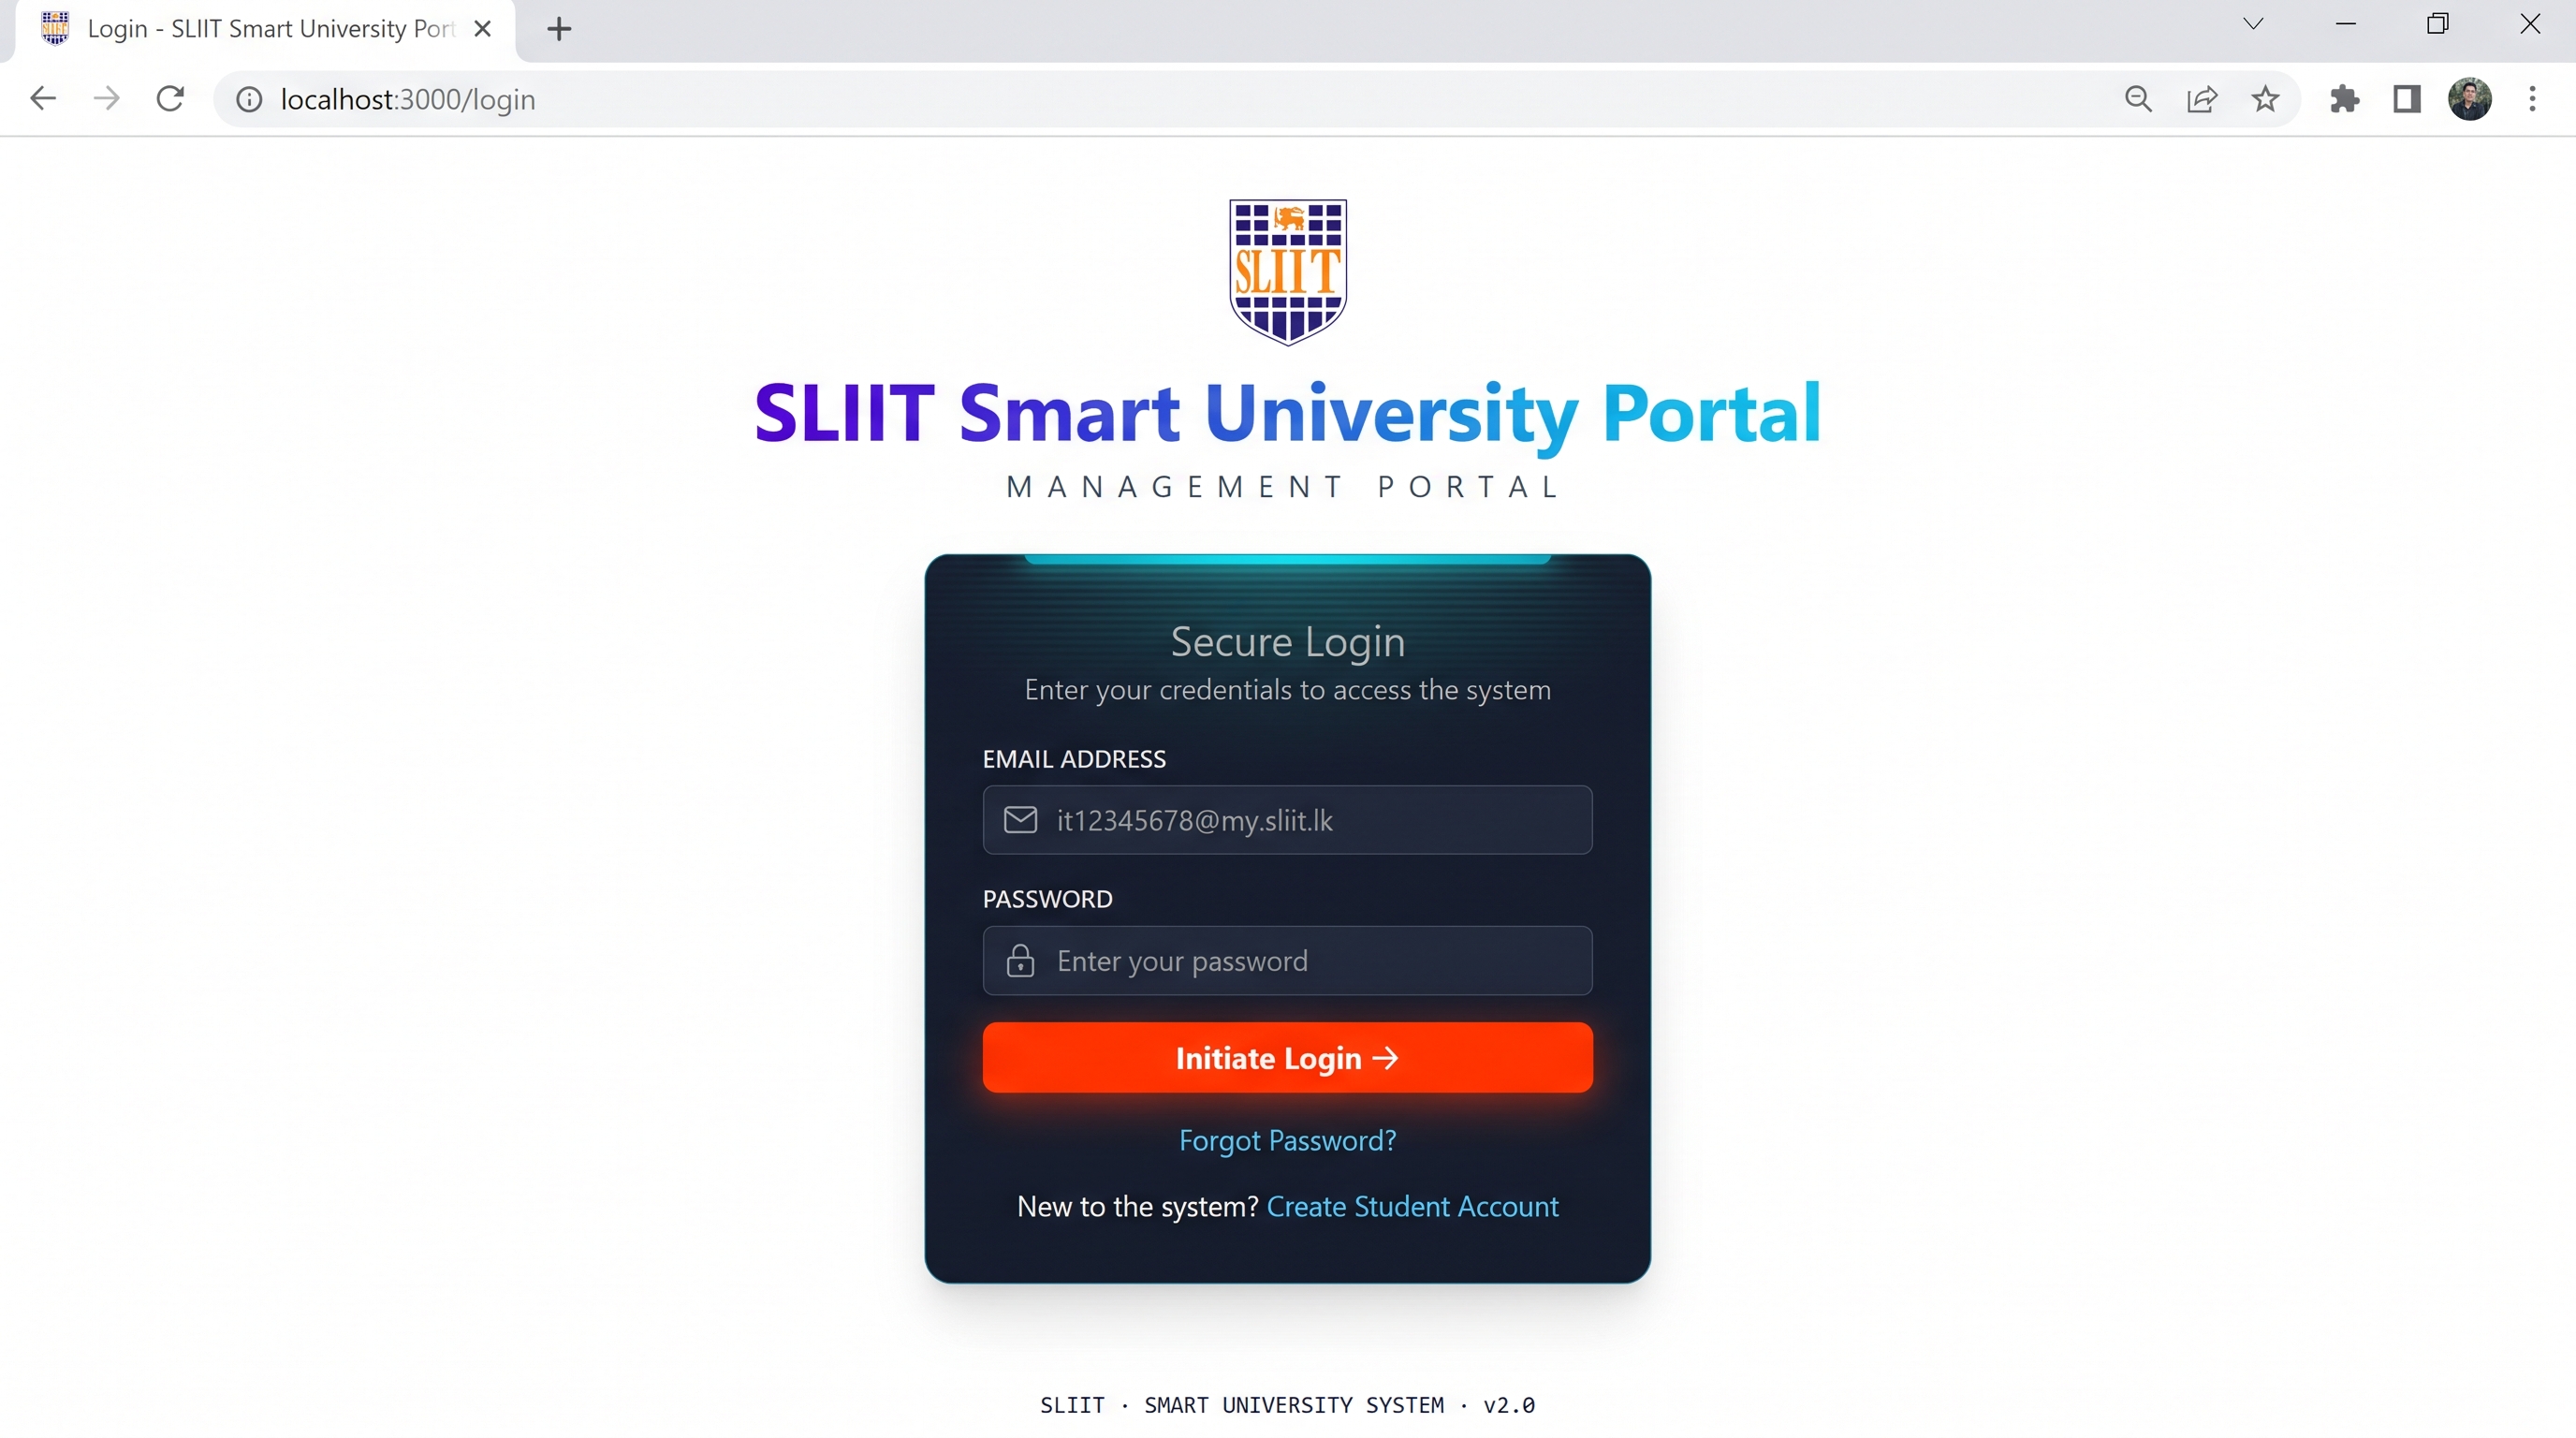 Login - SLIIT Smart University Port
localhost:3000/login
SLIIT
SLIIT Smart University Portal
MANAGEMENT PORTAL
Secure Login
Enter your credentials to access the system
EMAIL ADDRESS
it12345678@my.sliit.lk
PASSWORD
Enter your password
Initiate Login →
Forgot Password?
New to the system? Create Student Account
SLIIT · SMART UNIVERSITY SYSTEM · v2.0